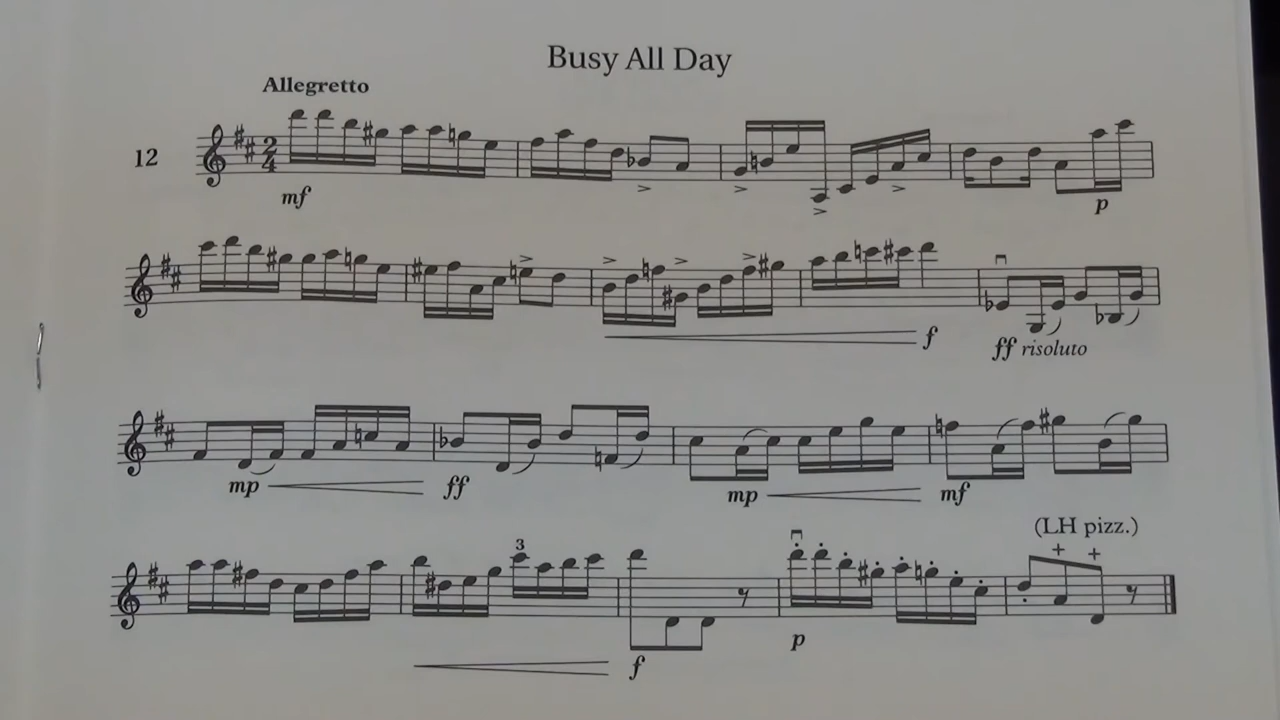 Busy All Day
Allegretto
12
2
4
mf
p
f
ff risoluto
mp
ff
mp
mf
(LH pizz.)
3
f
p